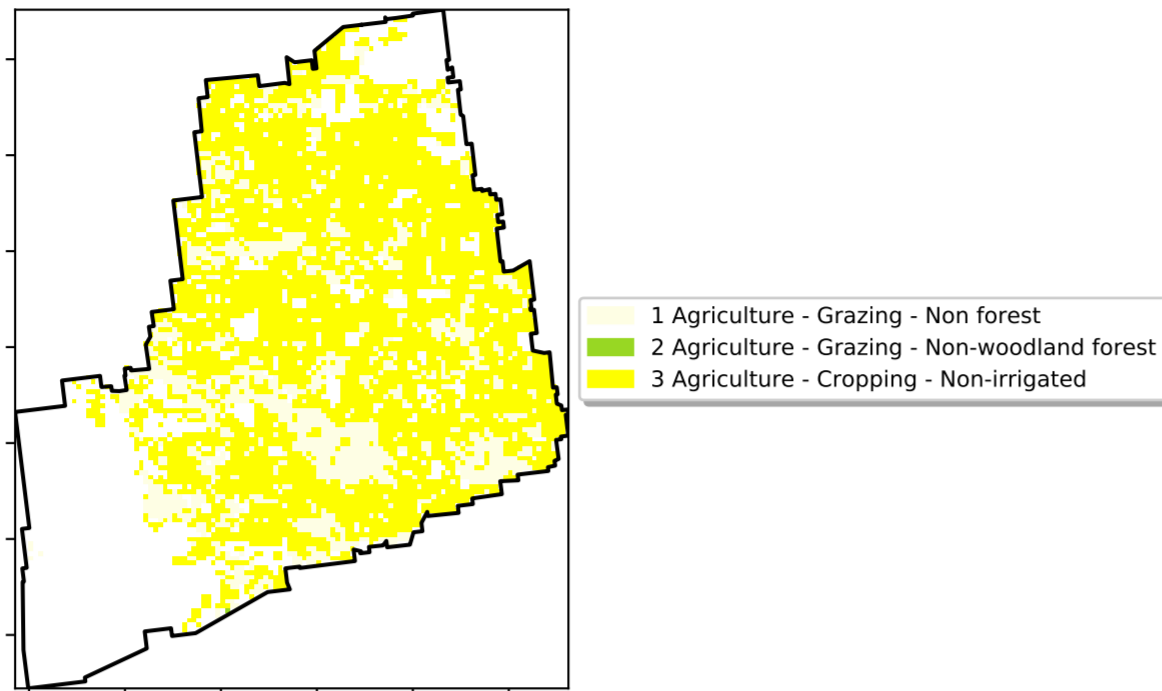 1 Agriculture - Grazing - Non forest
2 Agriculture - Grazing - Non-woodland forest
3 Agriculture - Cropping - Non-irrigated